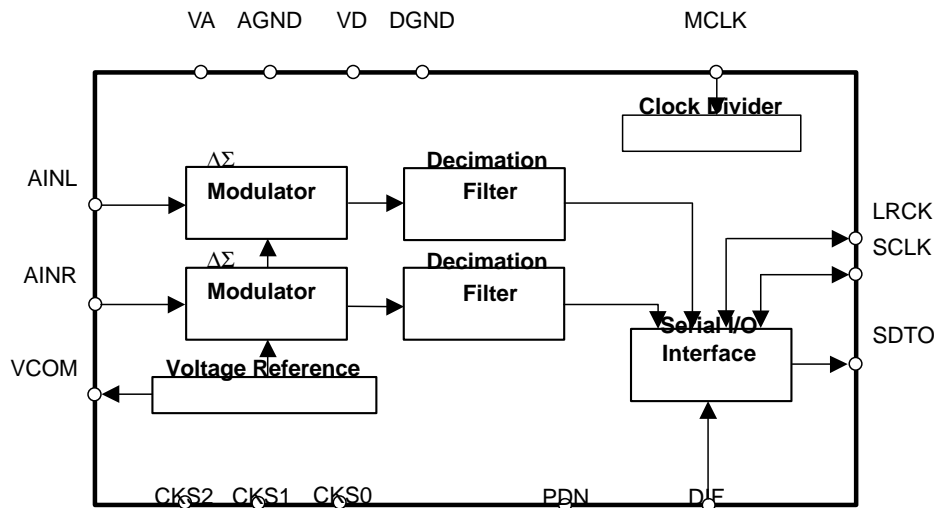 VA AGND VD DGND MCLK
Clock Divider
ΔΣ
Modulator
Decimation
Filter
AINL
LRCK
SCLK
ΔΣ
Modulator
Decimation
Filter
AINR
Serial I/O
Interface
SDTO
VCOM
Voltage Reference
CKS2 CKS1 CKS0 PDN DIF